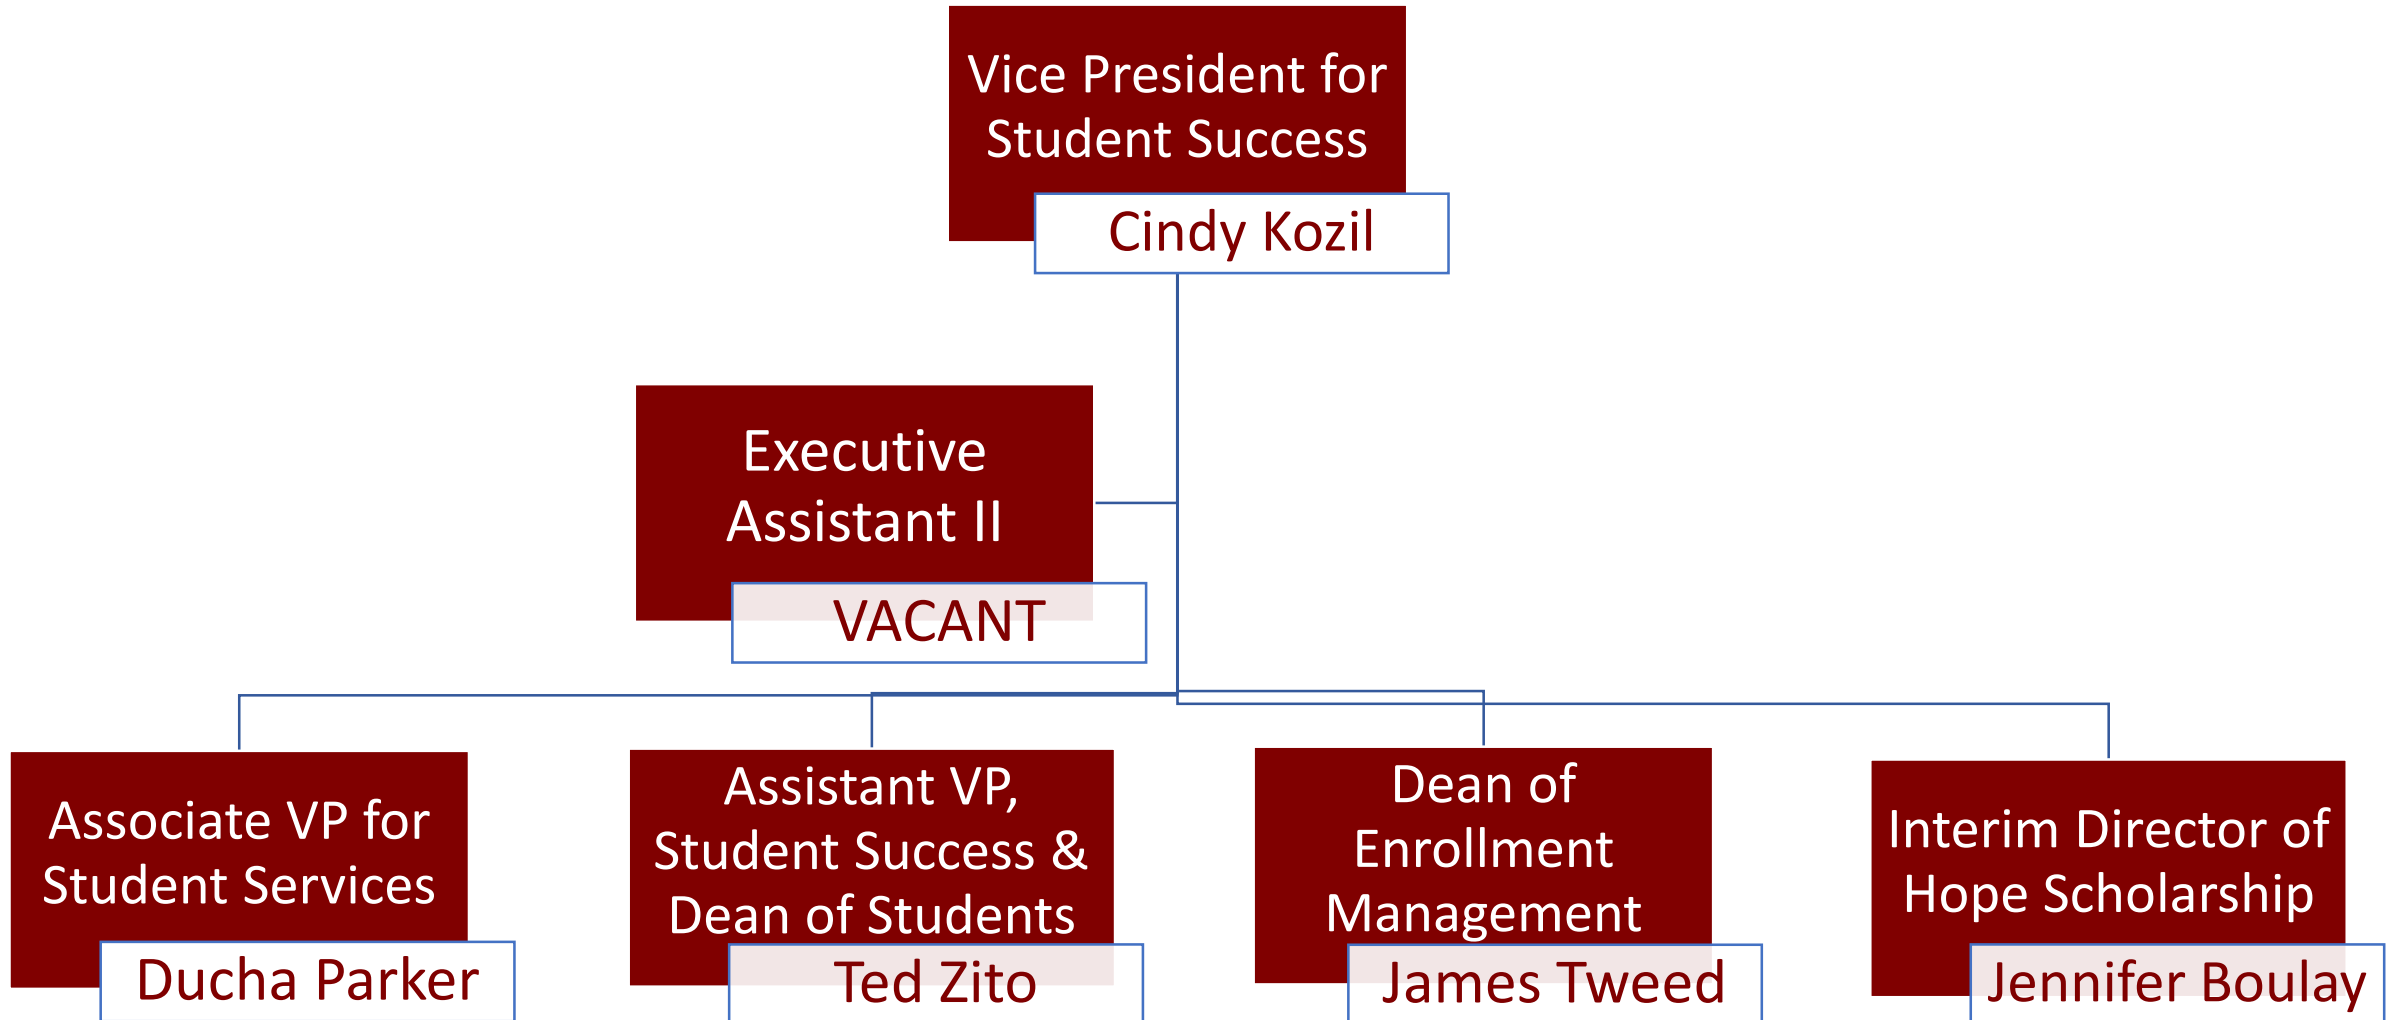 Vice President for
Student Success
Cindy Kozil
Executive
Assistant II
VACANT
Associate VP for
Student Services
Ducha Parker
Assistant VP,
Student Success &
Dean of Students
Ted Zito
Dean of
Enrollment
Management
James Tweed
Interim Director of
Hope Scholarship
Jennifer Boulay